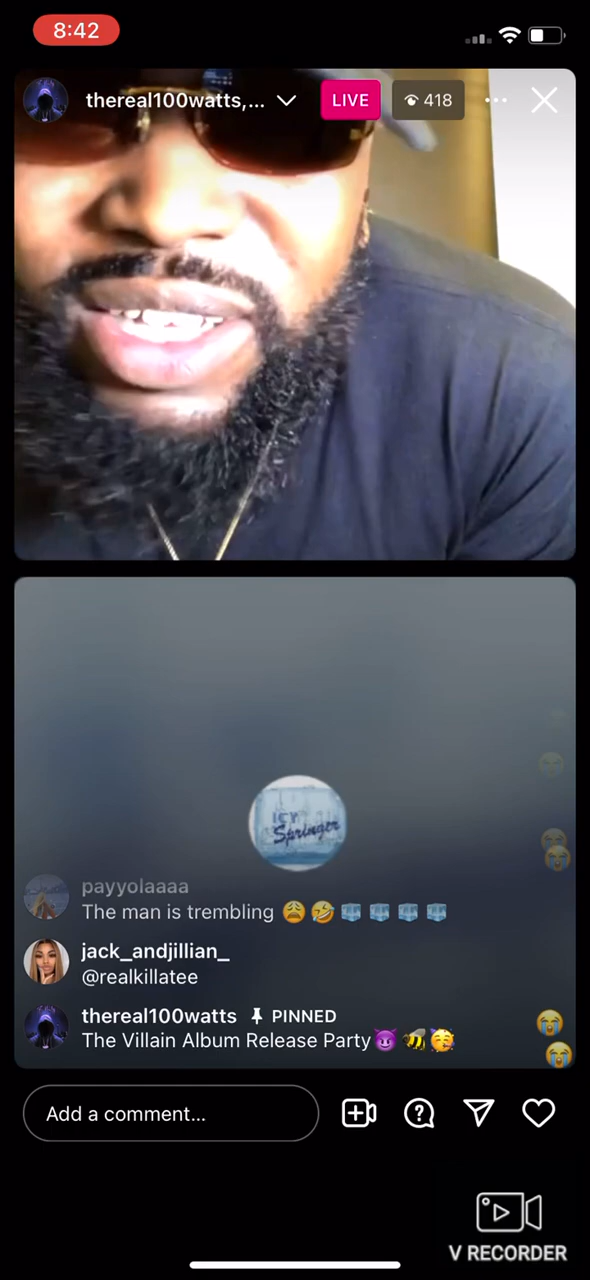 8:42
thereal100watts,...
LIVE
418
ICY
Springer
payyolaaaa
The man is trembling 😩🤣🧊🧊🧊🧊
jack_andjillian_
@realkillatee
thereal100watts PINNED
The Villain Album Release Party😈🐝🥳
Add a comment...
V RECORDER